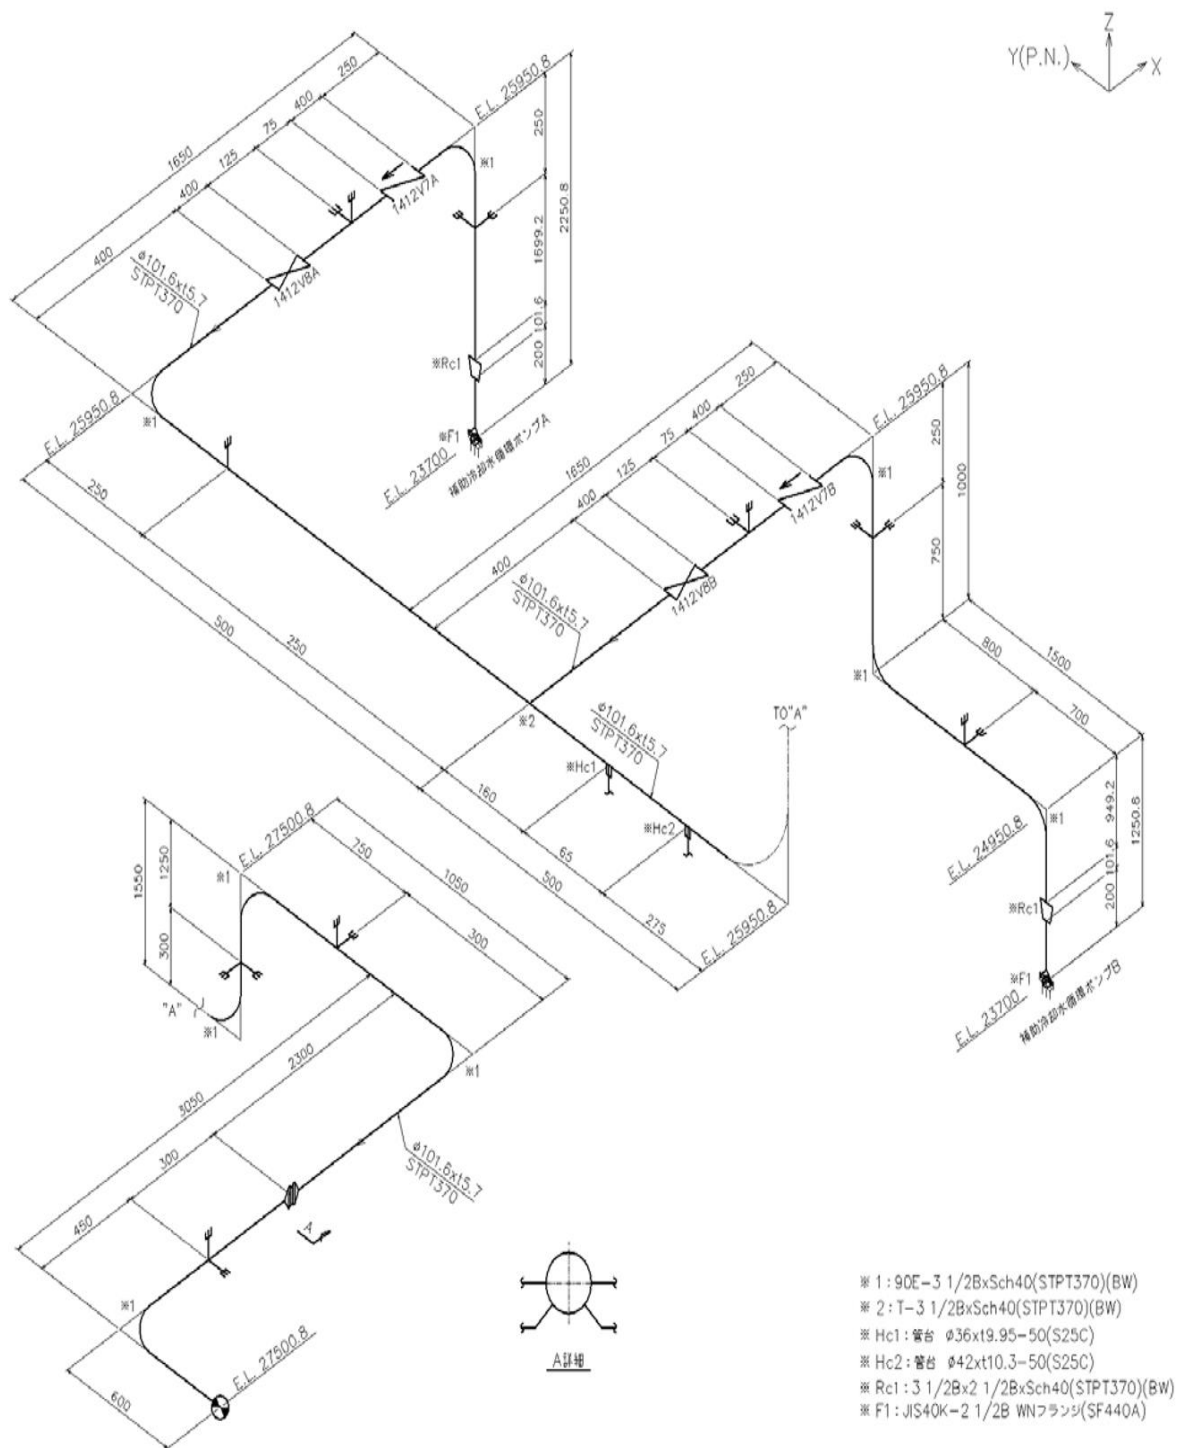 Z
Y(P.N.)
X
E.L. 25950.8
250
400
75
125
400
400
1650
1412V7A
1412V8A
φ101.6xt5.7
STPT370
※1
250
1699.2
2250.8
101.6
200
※Rc1
※F1
E.L. 23700
補助冷却水循環ポンプA
E.L. 25950.8
※1
250
250
500
E.L. 25950.8
250
400
75
125
400
400
1650
1412V7B
1412V8B
φ101.6xt5.7
STPT370
※1
250
750
1000
※1
800
700
1500
※1
E.L. 24950.8
949.2
101.6
200
1250.8
※Rc1
※F1
E.L. 23700
補助冷却水循環ポンプB
※2
φ101.6xt5.7
STPT370
TO"A"
※Hc1
※Hc2
160
65
275
500
E.L. 25950.8
E.L. 27500.8
※1
1550
1250
300
"A"
※1
750
300
1050
※1
3050
2300
300
450
φ101.6xt5.7
STPT370
A
※1
600
E.L. 27500.8
A詳細
※ 1 : 90E-3 1/2BxSch40(STPT370)(BW)
※ 2 : T-3 1/2BxSch40(STPT370)(BW)
※ Hc1 : 管台 φ36xt9.95-50(S25C)
※ Hc2 : 管台 φ42xt10.3-50(S25C)
※ Rc1 : 3 1/2Bx2 1/2BxSch40(STPT370)(BW)
※ F1 : JIS40K-2 1/2B WNフランジ(SF440A)